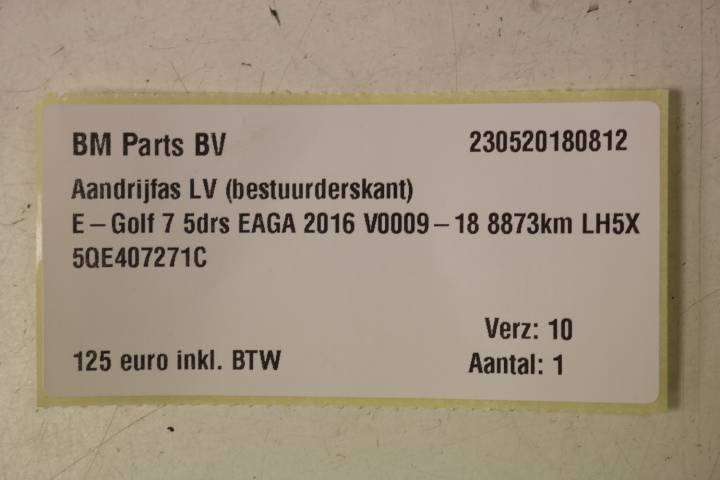 BM Parts BV 230520180812
Aandrijfas LV (bestuurderskant)
E-Golf 7 5drs EAGA 2016 V0009-18 8873km LH5X
5QE407271C
Verz: 10
125 euro inkl. BTW Aantal: 1